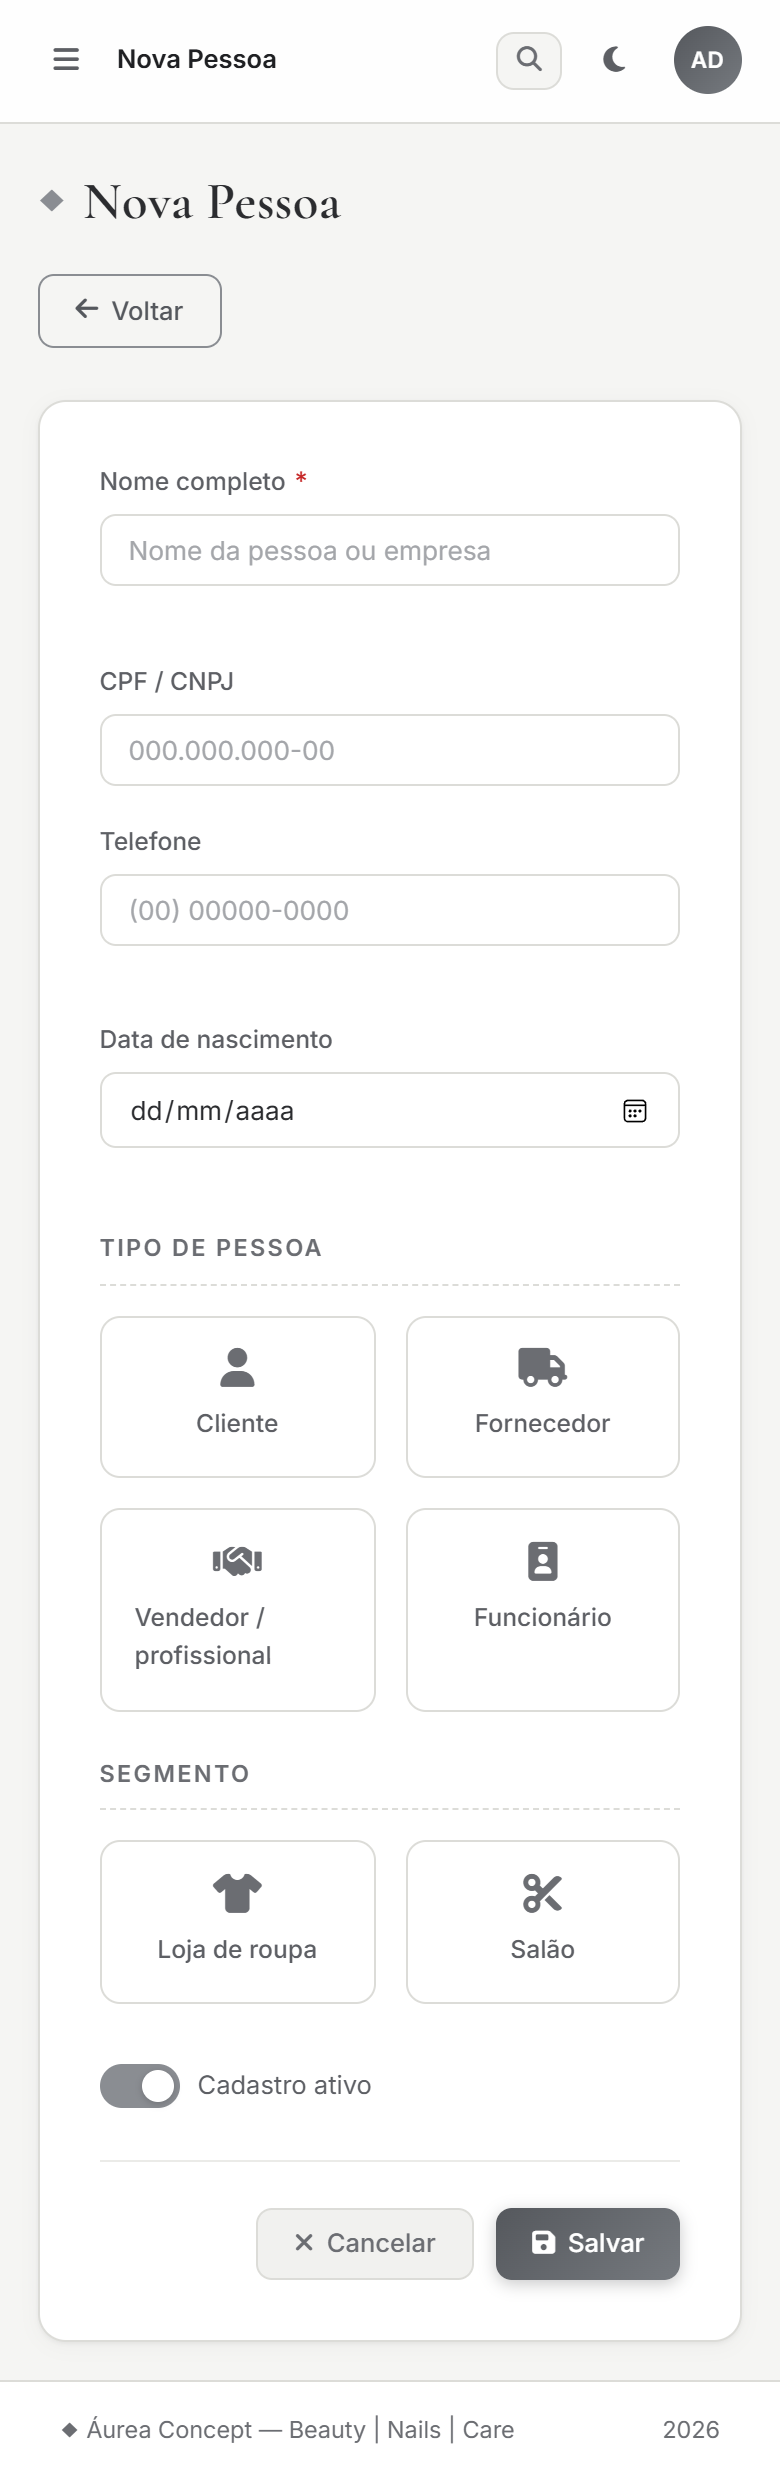 Nova Pessoa
AD
Nova Pessoa
Voltar
Nome completo *
Nome da pessoa ou empresa
CPF / CNPJ
000.000.000-00
Telefone
(00) 00000-0000
Data de nascimento
dd/mm/aaaa
TIPO DE PESSOA
Cliente
Fornecedor
Vendedor /
profissional
Funcionário
SEGMENTO
Loja de roupa
Salão
Cadastro ativo
Cancelar
Salvar
Áurea Concept — Beauty | Nails | Care
2026